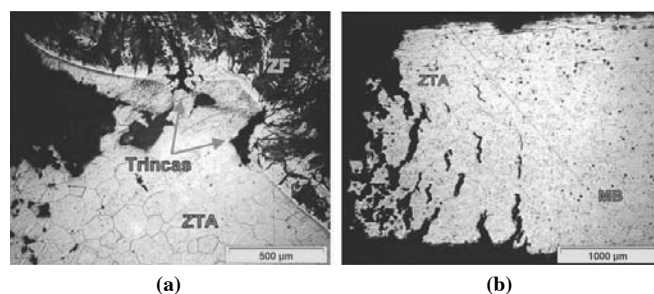 ZF
Trincas
ZTA
500 µm
ZTA
MB
1000 µm
(a)
(b)